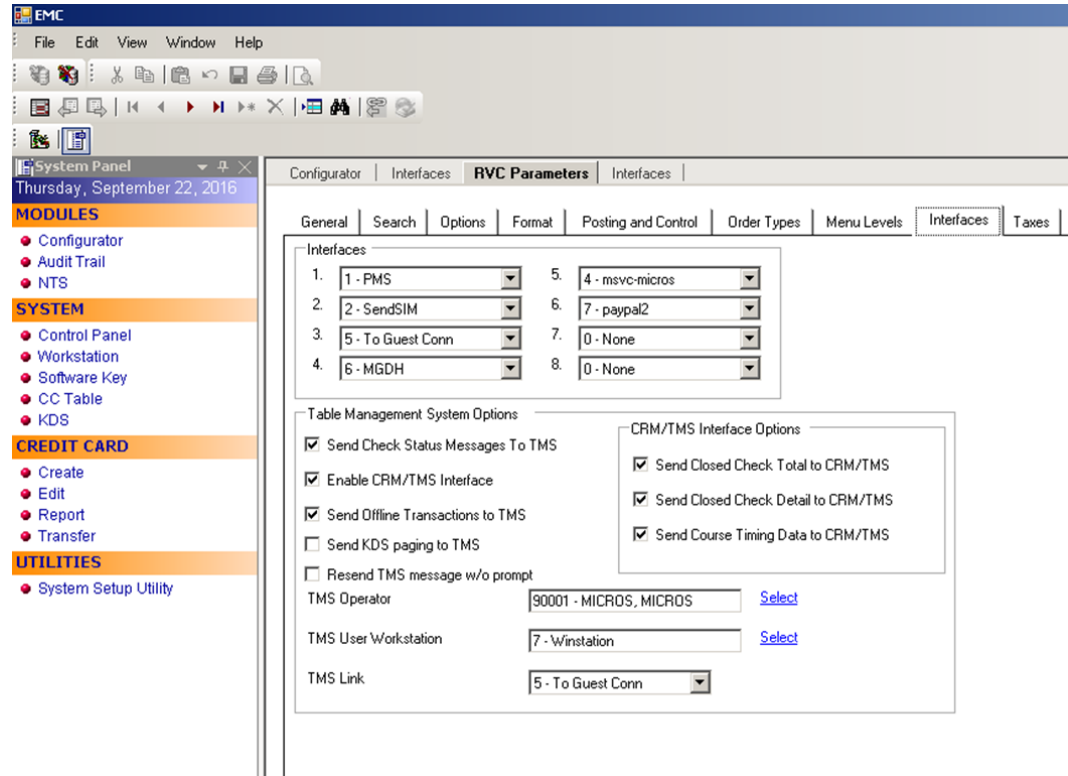 EMC
File Edit View Window Help
System Panel
Thursday, September 22, 2016
MODULES
Configurator
Audit Trail
NTS
SYSTEM
Control Panel
Workstation
Software Key
CC Table
KDS
CREDIT CARD
Create
Edit
Report
Transfer
UTILITIES
System Setup Utility
Configurator Interfaces RVC Parameters Interfaces
General Search Options Format Posting and Control Order Types Menu Levels Interfaces Taxes
Interfaces
1. 1 - PMS 5. 4 - msvc-micros
2. 2 - SendSIM 6. 7 - paypal2
3. 5 - To Guest Conn 7. 0 - None
4. 6 - MGDH 8. 0 - None
Table Management System Options
Send Check Status Messages To TMS
Enable CRM/TMS Interface
Send Offline Transactions to TMS
Send KDS paging to TMS
Resend TMS message w/o prompt
CRM/TMS Interface Options
Send Closed Check Total to CRM/TMS
Send Closed Check Detail to CRM/TMS
Send Course Timing Data to CRM/TMS
TMS Operator 90001 - MICROS, MICROS Select
TMS User Workstation 7 - Winstation Select
TMS Link 5 - To Guest Conn